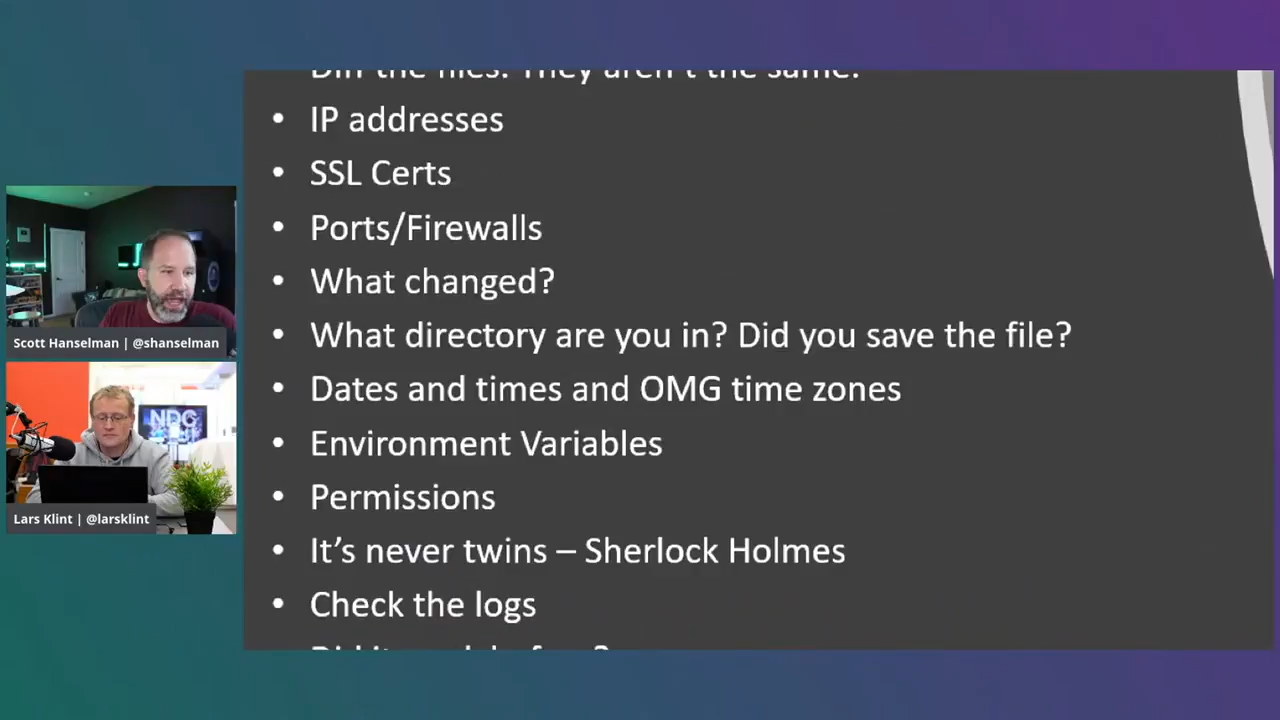 Diff the files. They aren't the same.
• IP addresses
• SSL Certs
• Ports/Firewalls
• What changed?
• What directory are you in? Did you save the file?
• Dates and times and OMG time zones
• Environment Variables
• Permissions
• It's never twins – Sherlock Holmes
• Check the logs
Scott Hanselman | @shanselman
NDC
Lars Klint | @larsklint